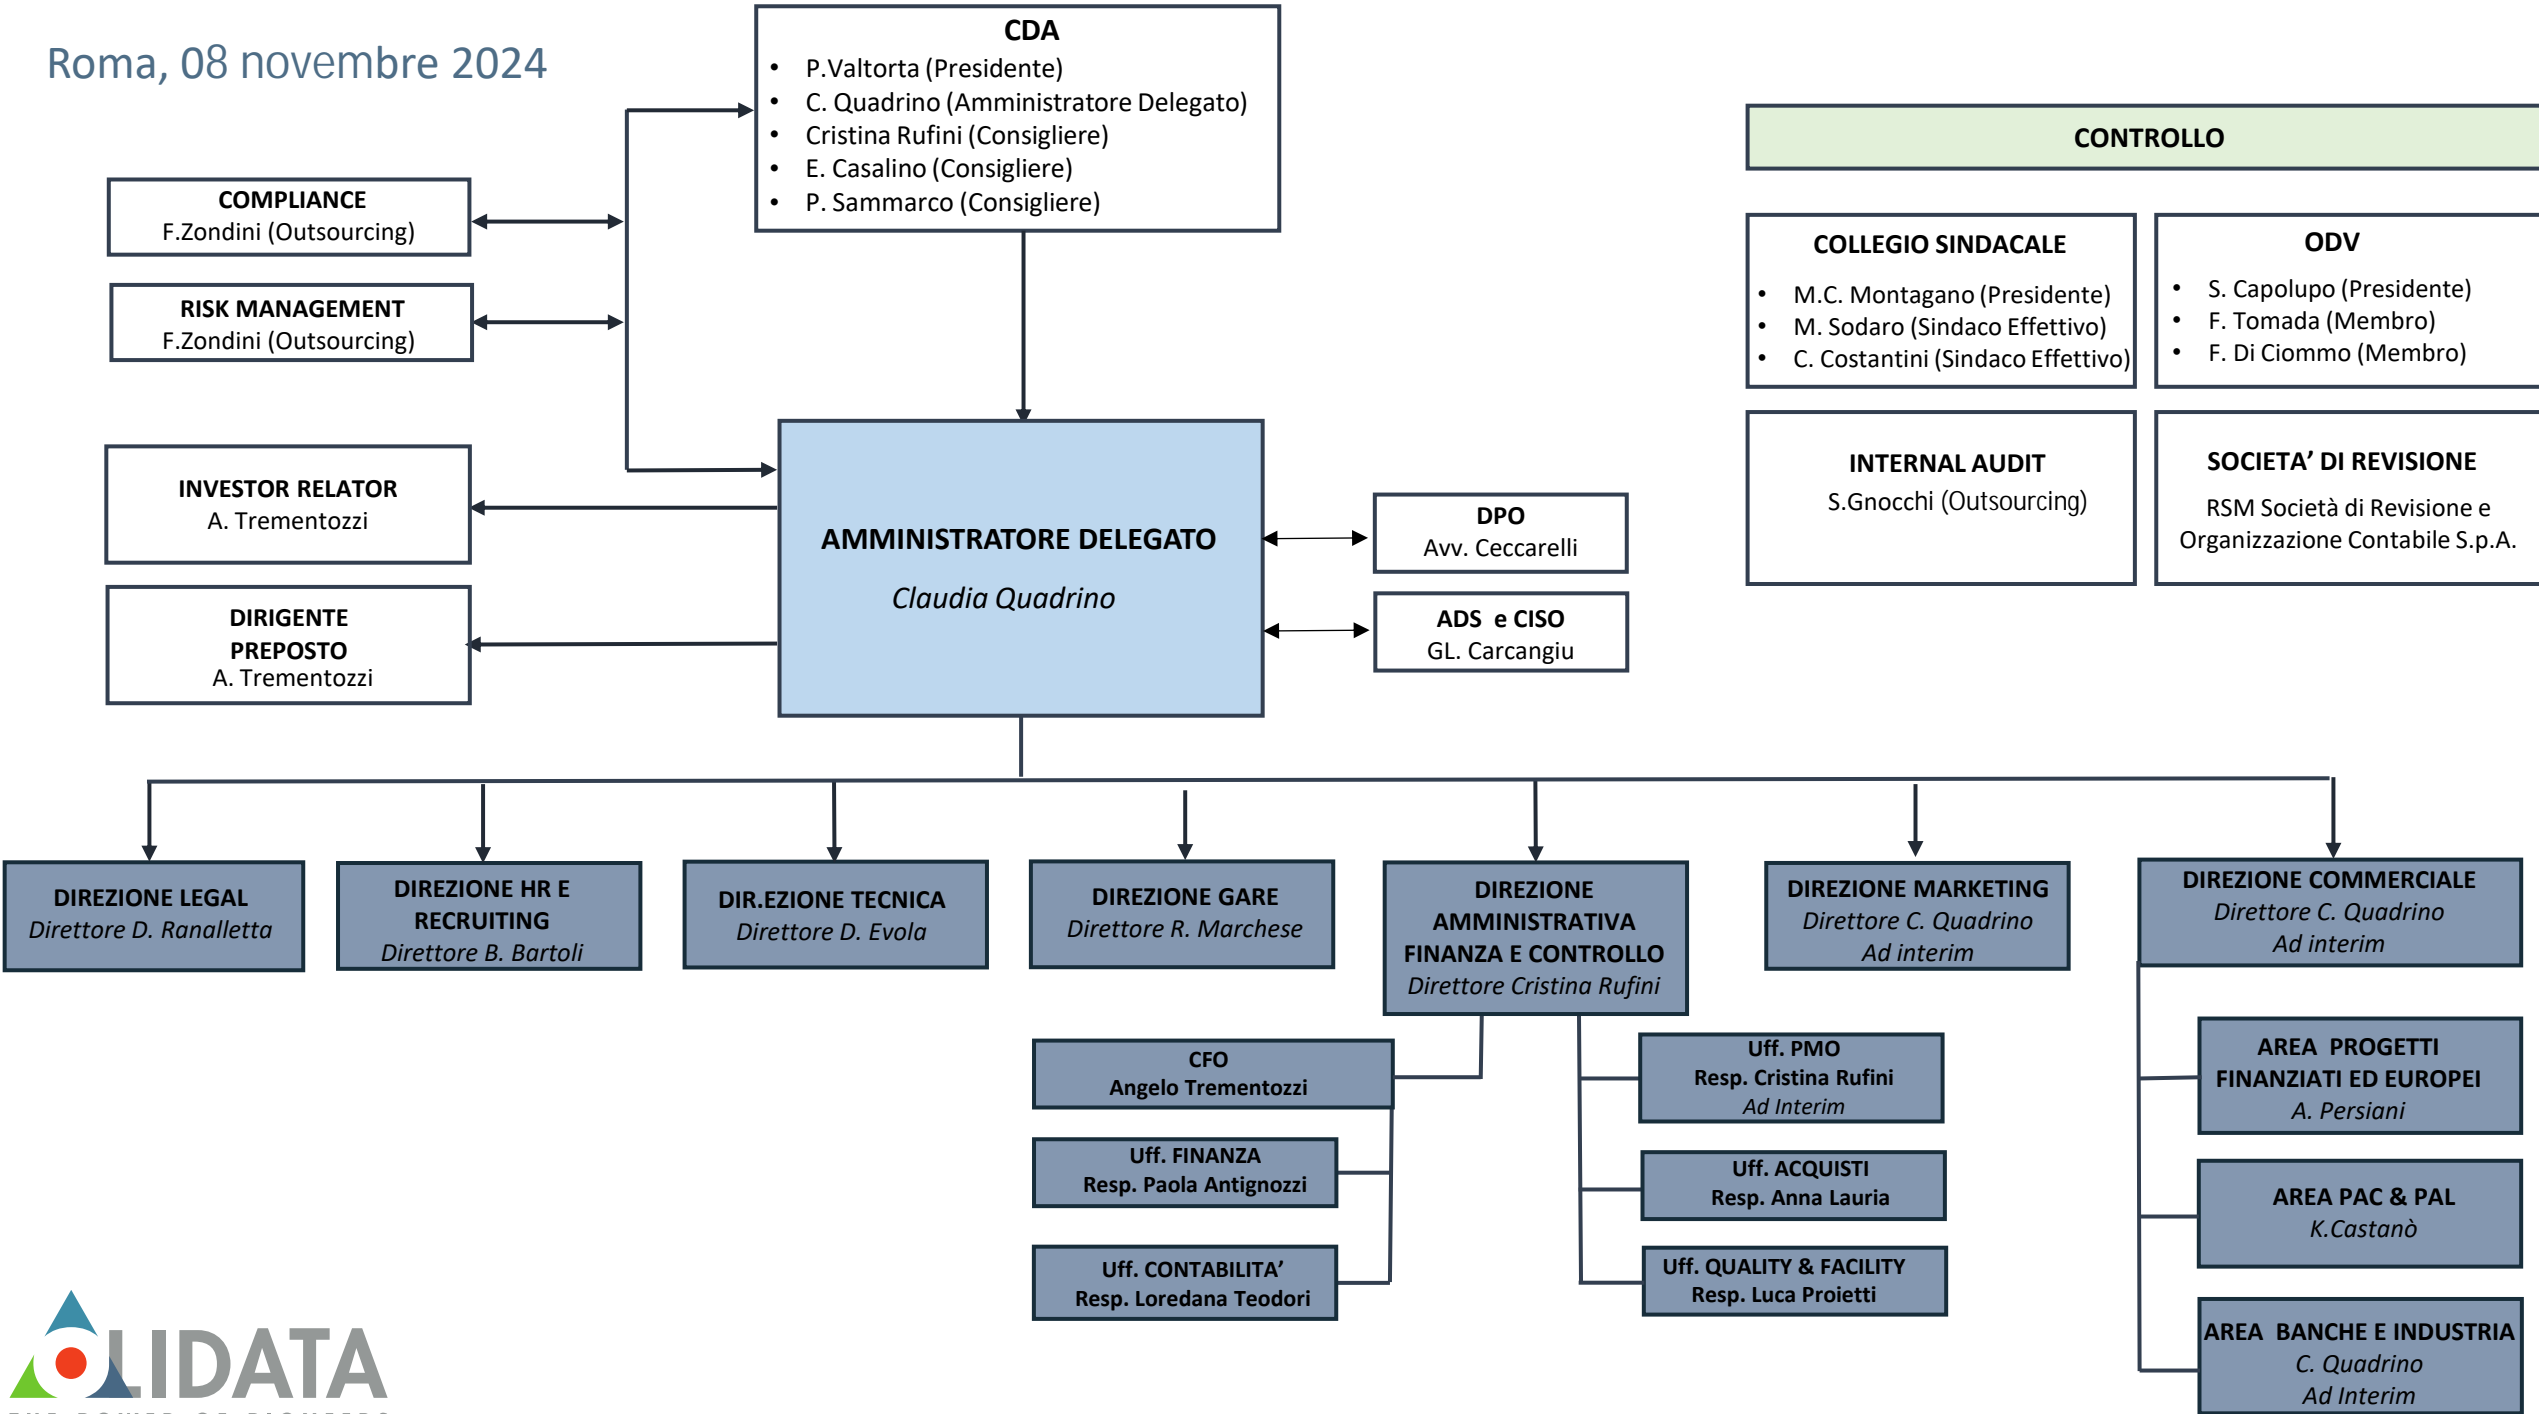 Roma, 08 novembre 2024
CDA
• P.Valtorta (Presidente)
• C. Quadrino (Amministratore Delegato)
• Cristina Rufini (Consigliere)
• E. Casalino (Consigliere)
• P. Sammarco (Consigliere)
CONTROLLO
COMPLIANCE
F.Zondini (Outsourcing)
RISK MANAGEMENT
F.Zondini (Outsourcing)
COLLEGIO SINDACALE
• M.C. Montagano (Presidente)
• M. Sodaro (Sindaco Effettivo)
• C. Costantini (Sindaco Effettivo)
ODV
• S. Capolupo (Presidente)
• F. Tomada (Membro)
• F. Di Ciommo (Membro)
INTERNAL AUDIT
S.Gnocchi (Outsourcing)
SOCIETA’ DI REVISIONE
RSM Società di Revisione e
Organizzazione Contabile S.p.A.
INVESTOR RELATOR
A. Trementozzi
DIRIGENTE
PREPOSTO
A. Trementozzi
AMMINISTRATORE DELEGATO
Claudia Quadrino
DPO
Avv. Ceccarelli
ADS e CISO
GL. Carcangiu
DIREZIONE LEGAL
Direttore D. Ranalletta
DIREZIONE HR E
RECRUITING
Direttore B. Bartoli
DIR.EZIONE TECNICA
Direttore D. Evola
DIREZIONE GARE
Direttore R. Marchese
DIREZIONE
AMMINISTRATIVA
FINANZA E CONTROLLO
Direttore Cristina Rufini
DIREZIONE MARKETING
Direttore C. Quadrino
Ad interim
DIREZIONE COMMERCIALE
Direttore C. Quadrino
Ad interim
CFO
Angelo Trementozzi
Uff. FINANZA
Resp. Paola Antignozzi
Uff. CONTABILITA’
Resp. Loredana Teodori
Uff. PMO
Resp. Cristina Rufini
Ad Interim
Uff. ACQUISTI
Resp. Anna Lauria
Uff. QUALITY & FACILITY
Resp. Luca Proietti
AREA PROGETTI
FINANZIATI ED EUROPEI
A. Persiani
AREA PAC & PAL
K.Castanò
AREA BANCHE E INDUSTRIA
C. Quadrino
Ad Interim
OLIDATA